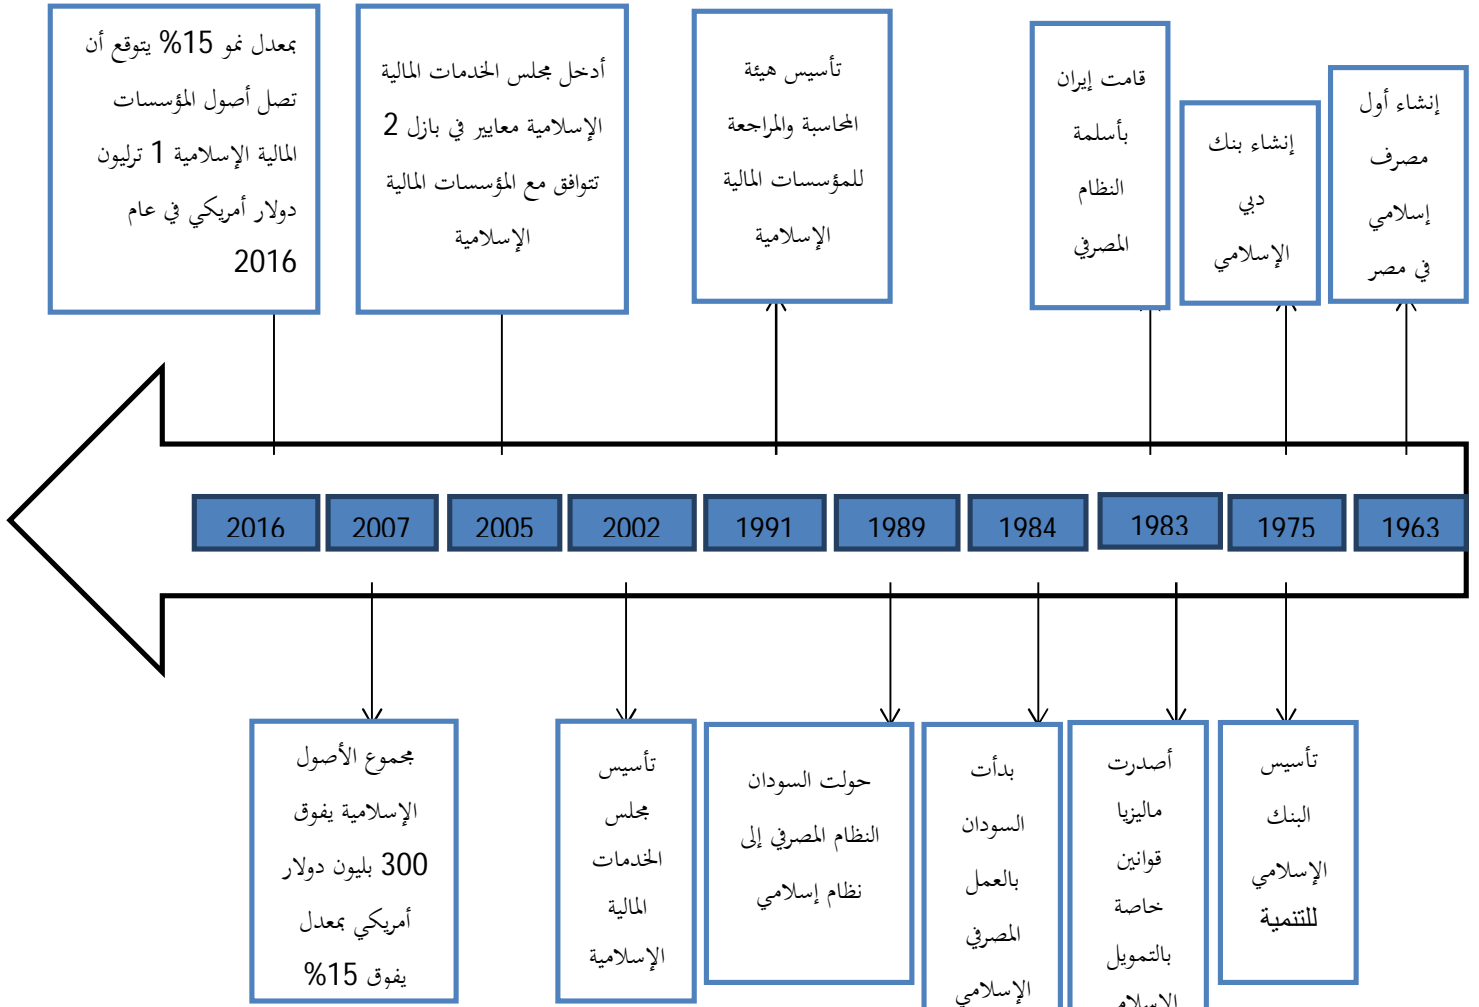 إنشاء أول
مصرف
إسلامي
في مصر
إنشاء بنك
دبي
الإسلامي
قامت إيران
بأسلمة
النظام
المصرفي
تأسيس هيئة
المحاسبة والمراجعة
للمؤسسات المالية
الإسلامية
أدخل مجلس الخدمات المالية
الإسلامية معايير في بازل 2
تتوافق مع المؤسسات المالية
الإسلامية
بمعدل نمو 15% يتوقع أن
تصل أصول المؤسسات
المالية الإسلامية 1 ترليون
دولار أمريكي في عام
2016
1963
1975
1983
1984
1989
1991
2002
2005
2007
2016
تأسيس
البنك
الإسلامي
للتنمية
أصدرت
ماليزيا
قوانين
خاصة
بالتمويل
بدأت
السودان
بالعمل
المصرفي
الإسلامي
حولت السودان
النظام المصرفي إلى
نظام إسلامي
تأسيس
مجلس
الخدمات
المالية
الإسلامية
مجموع الأصول
الإسلامية يفوق
300 بليون دولار
أمريكي بمعدل
يفوق 15%